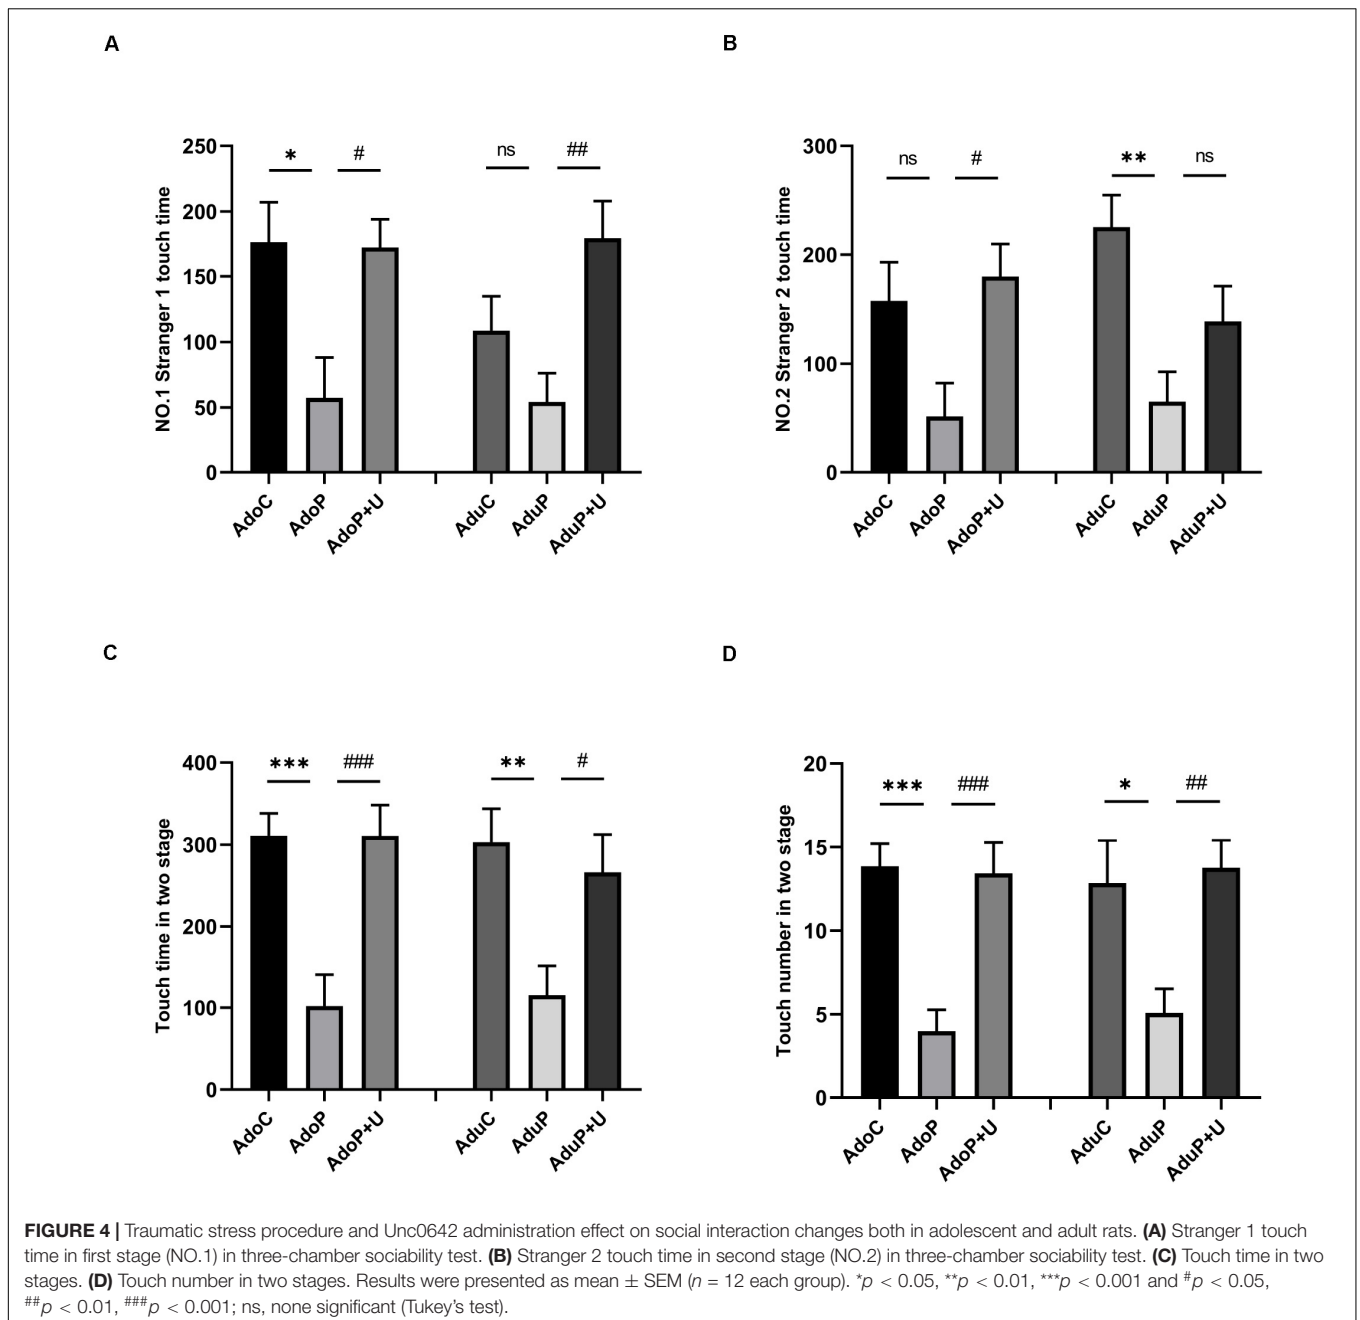 A
250
200
150
100
50
0
NO.1 Stranger 1 touch time
*
#
ns
##
AdoC
AdoP
AdoP+U
AduC
AduP
AduP+U
B
300
200
100
0
NO.2 Stranger 2 touch time
ns
#
**
ns
AdoC
AdoP
AdoP+U
AduC
AduP
AduP+U
C
400
300
200
100
0
Touch time in two stage
***
###
**
#
AdoC
AdoP
AdoP+U
AduC
AduP
AduP+U
D
20
15
10
5
0
Touch number in two stage
***
###
*
##
AdoC
AdoP
AdoP+U
AduC
AduP
AduP+U
FIGURE 4 | Traumatic stress procedure and Unc0642 administration effect on social interaction changes both in adolescent and adult rats. (A) Stranger 1 touch
time in first stage (NO.1) in three-chamber sociability test. (B) Stranger 2 touch time in second stage (NO.2) in three-chamber sociability test. (C) Touch time in two
stages. (D) Touch number in two stages. Results were presented as mean ± SEM (n = 12 each group). *p < 0.05, **p < 0.01, ***p < 0.001 and #p < 0.05,
##p < 0.01, ###p < 0.001; ns, none significant (Tukey's test).